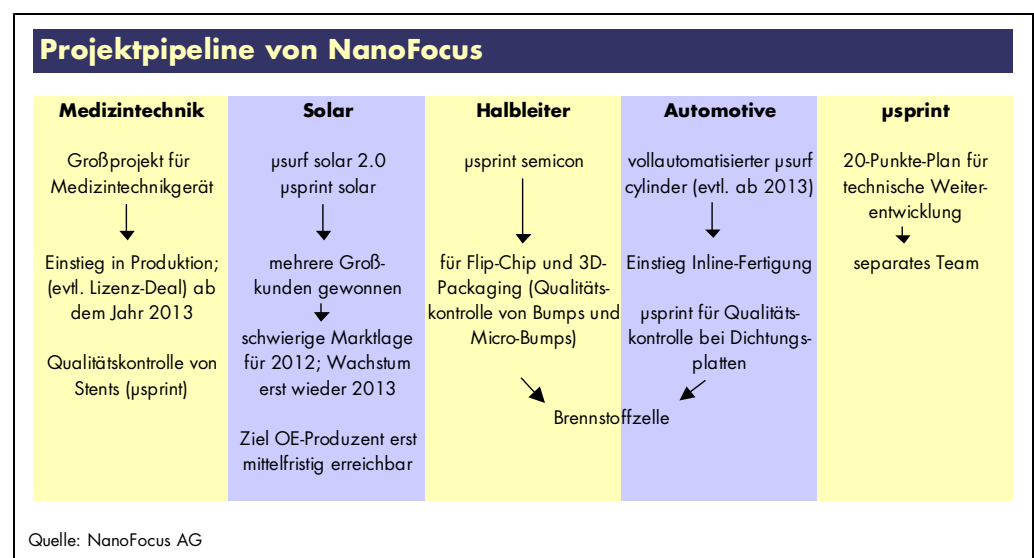 Projektpipeline von NanoFocus
Medizintechnik
Großprojekt für
Medizintechnikgerät
Einstieg in Produktion;
(evtl. Lizenz-Deal) ab
dem Jahr 2013
Qualitätskontrolle von
Stents (µsprint)
Solar
µsurf solar 2.0
µsprint solar
mehrere Groß-
kunden gewonnen
schwierige Marktlage
für 2012; Wachstum
erst wieder 2013
Ziel OE-Produzent erst
mittelfristig erreichbar
Halbleiter
µsprint semicon
für Flip-Chip und 3D-
Packaging (Qualitäts-
kontrolle von Bumps und
Micro-Bumps)
Automotive
vollautomatisierter µsurf
cylinder (evtl. ab 2013)
Einstieg Inline-Fertigung
µsprint für Qualitäts-
kontrolle bei Dichtungs-
platten
Brennstoffzelle
µsprint
20-Punkte-Plan für
technische Weiter-
entwicklung
separates Team
Quelle: NanoFocus AG